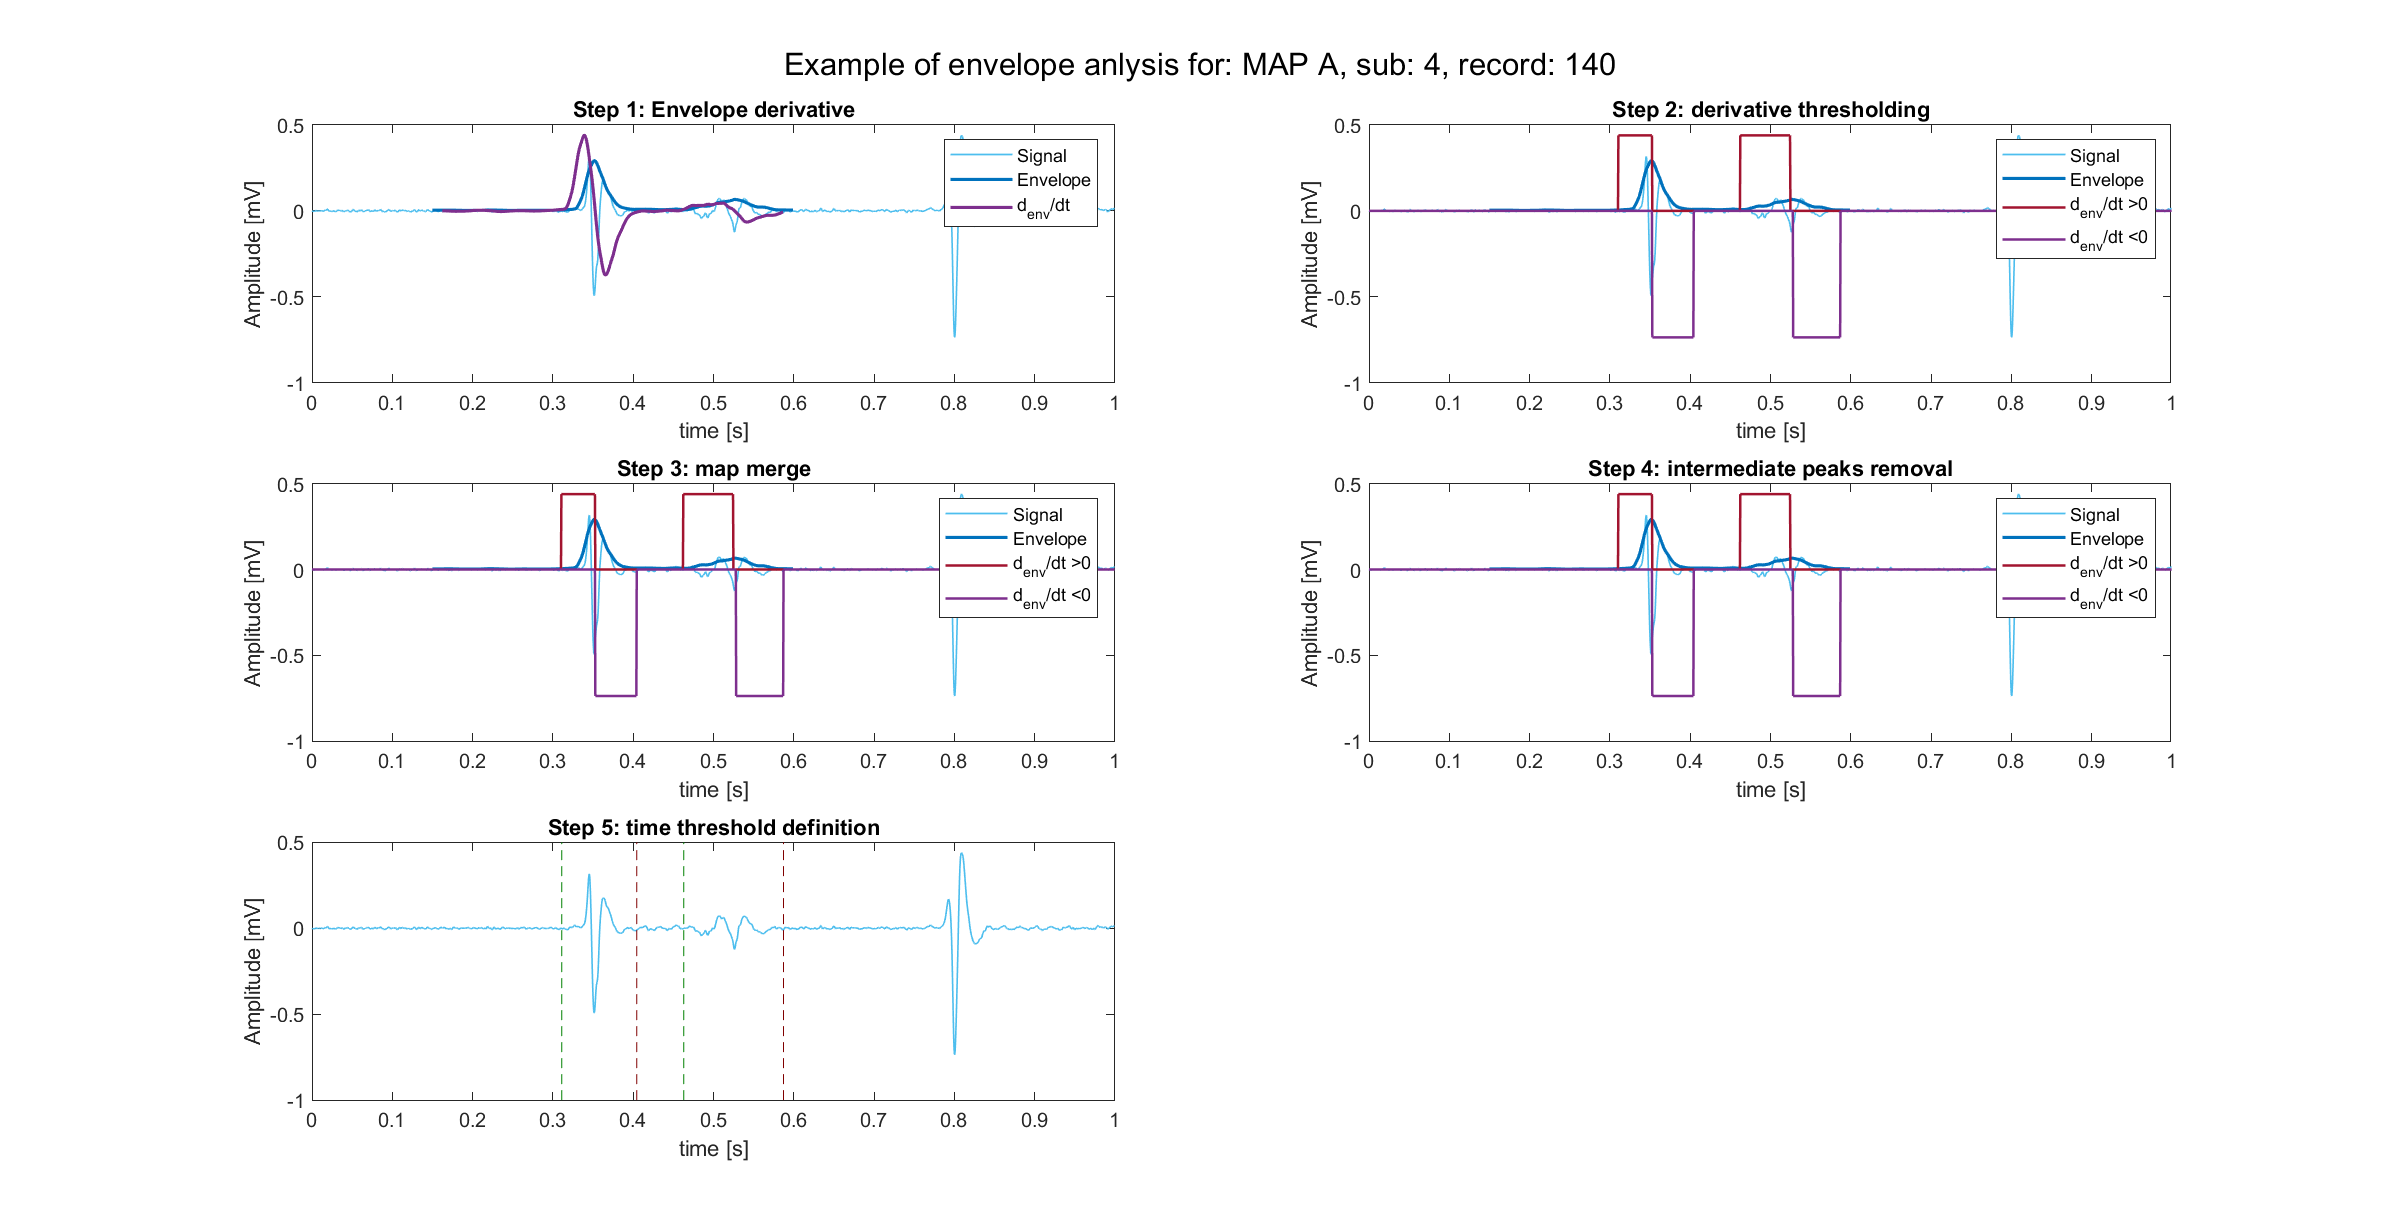 Example of envelope anlysis for: MAP A, sub: 4, record: 140
Step 1: Envelope derivative
0.5
0
-0.5
-1
Amplitude [mV]
Signal
Envelope
d_env/dt
0 0.1 0.2 0.3 0.4 0.5 0.6 0.7 0.8 0.9 1
time [s]
Step 2: derivative thresholding
0.5
0
-0.5
-1
Amplitude [mV]
Signal
Envelope
d_env/dt >0
d_env/dt <0
0 0.1 0.2 0.3 0.4 0.5 0.6 0.7 0.8 0.9 1
time [s]
Step 3: map merge
0.5
0
-0.5
-1
Amplitude [mV]
Signal
Envelope
d_env/dt >0
d_env/dt <0
0 0.1 0.2 0.3 0.4 0.5 0.6 0.7 0.8 0.9 1
time [s]
Step 4: intermediate peaks removal
0.5
0
-0.5
-1
Amplitude [mV]
Signal
Envelope
d_env/dt >0
d_env/dt <0
0 0.1 0.2 0.3 0.4 0.5 0.6 0.7 0.8 0.9 1
time [s]
Step 5: time threshold definition
0.5
0
-0.5
-1
Amplitude [mV]
0 0.1 0.2 0.3 0.4 0.5 0.6 0.7 0.8 0.9 1
time [s]